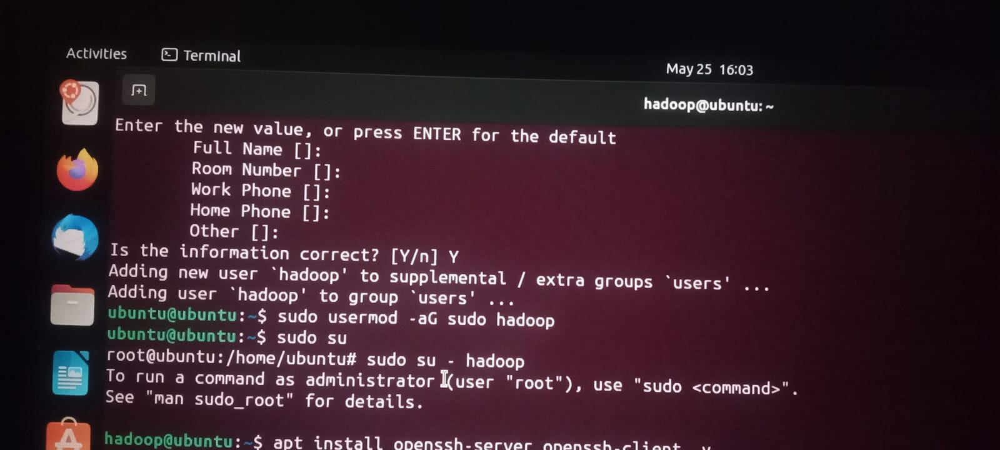 Activities
Terminal
May 25 16:03
hadoop@ubuntu: ~
Enter the new value, or press ENTER for the default
Full Name []:
Room Number []:
Work Phone []:
Home Phone []:
Other []:
Is the information correct? [Y/n] Y
Adding new user `hadoop' to supplemental / extra groups `users' ...
Adding user `hadoop' to group `users' ...
ubuntu@ubuntu:~$ sudo usermod -aG sudo hadoop
ubuntu@ubuntu:~$ sudo su
root@ubuntu:/home/ubuntu# sudo su - hadoop
To run a command as administrator (user "root"), use "sudo <command>".
See "man sudo_root" for details.
hadoop@ubuntu:~$ apt install openssh-server openssh-client -y